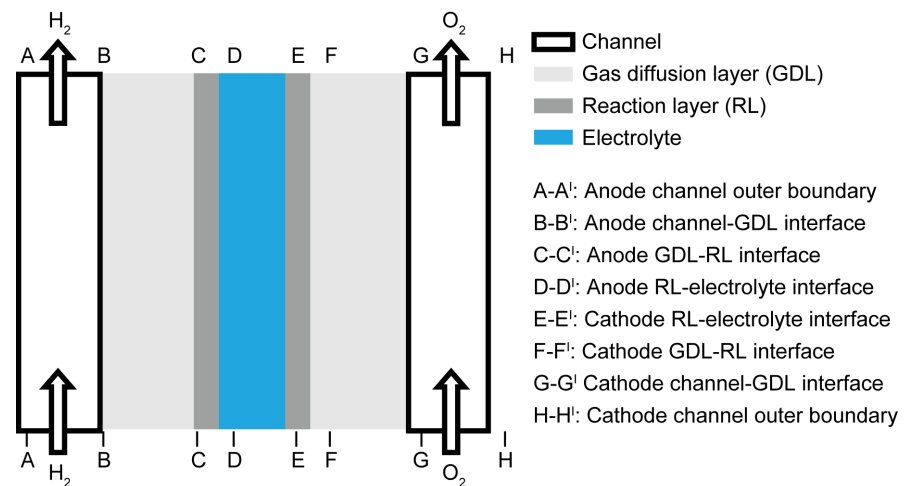 H₂ O₂
A B C D E F G H
Channel
Gas diffusion layer (GDL)
Reaction layer (RL)
Electrolyte
A-Aᴵ: Anode channel outer boundary
B-Bᴵ: Anode channel-GDL interface
C-Cᴵ: Anode GDL-RL interface
D-Dᴵ: Anode RL-electrolyte interface
E-Eᴵ: Cathode RL-electrolyte interface
F-Fᴵ: Cathode GDL-RL interface
G-Gᴵ Cathode channel-GDL interface
H-Hᴵ: Cathode channel outer boundary
A B C D E F G H
H₂ O₂